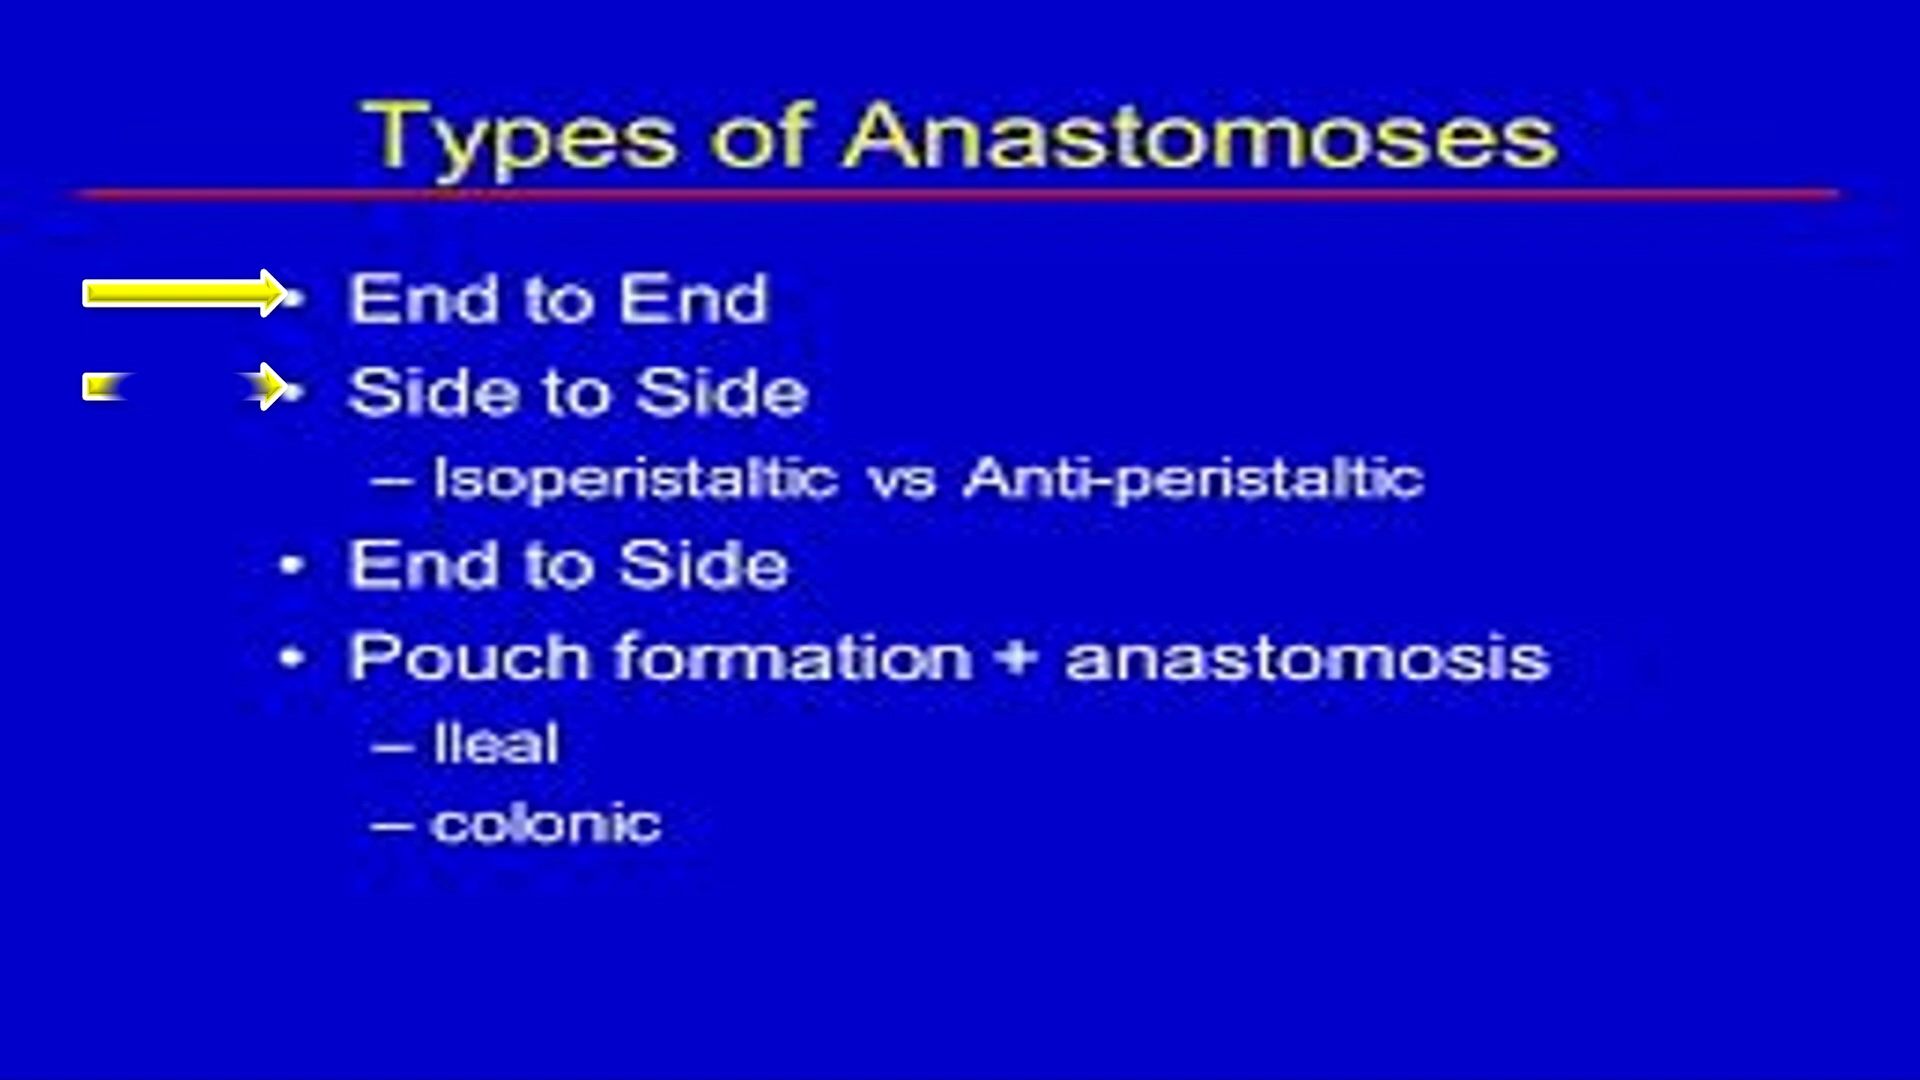 Types of Anastomoses
• End to End
• Side to Side
– Isoperistaltic vs Anti-peristaltic
• End to Side
• Pouch formation + anastomosis
– Ileal
– colonic